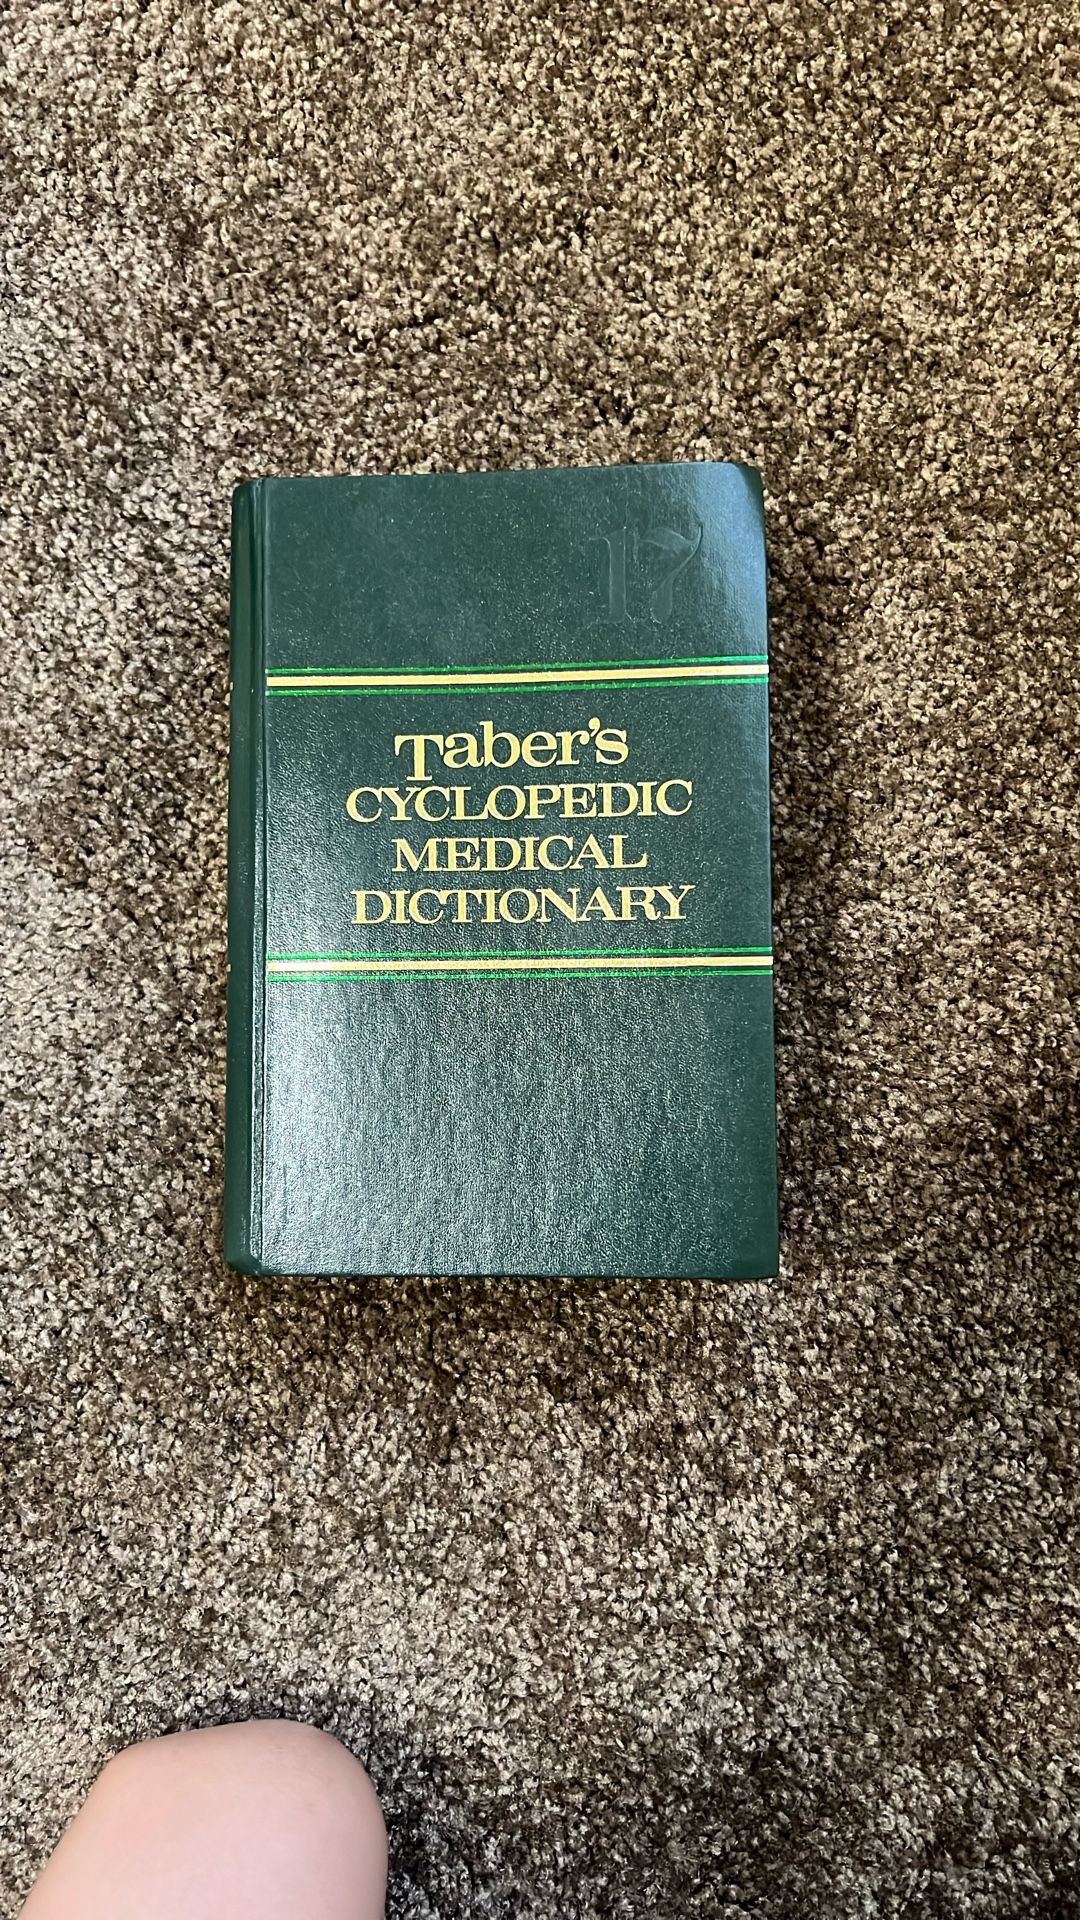 17
Taber's
CYCLOPEDIC
MEDICAL
DICTIONARY